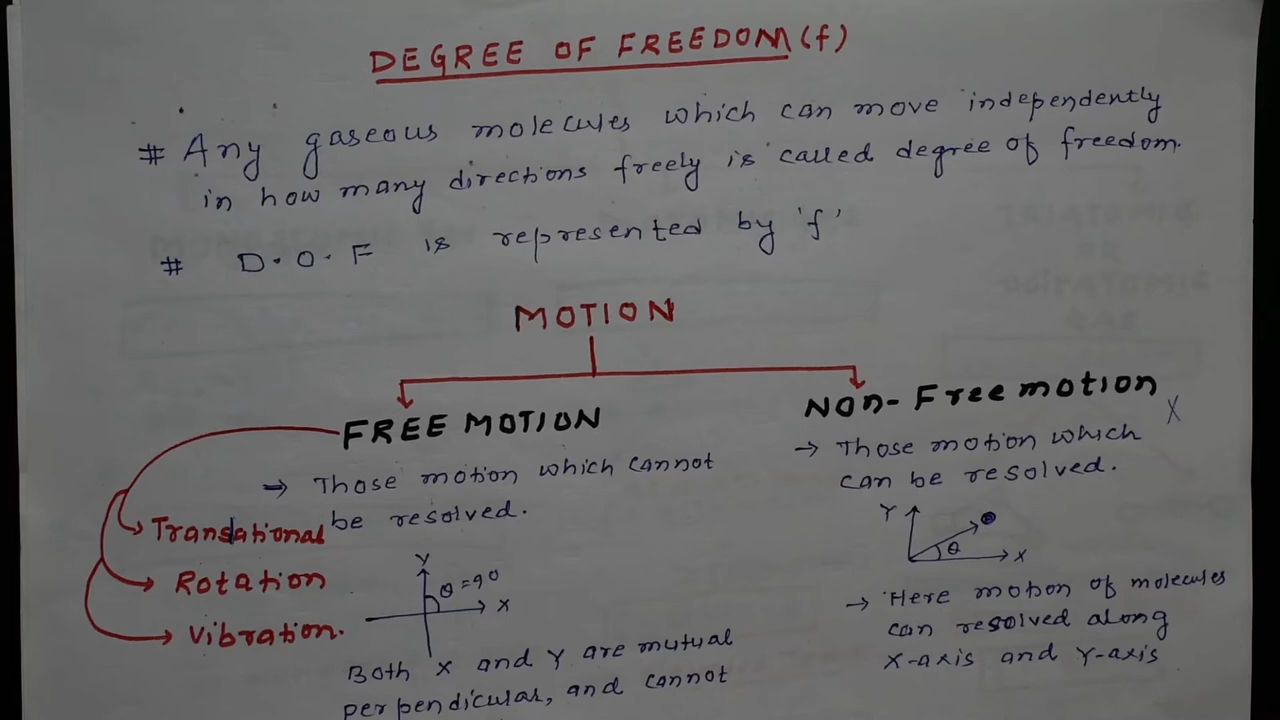 DEGREE OF FREEDOM (f)
# Any gaseous molecules which can move independently
in how many directions freely is called degree of freedom.
# D.O.F is represented by 'f'
MOTION
FREE MOTION
→ Those motion which cannot
be resolved.
Translational
Rotation
Vibration.
Y
θ=90
X
Both X and Y are mutual
perpendicular, and cannot
NON-Free motion X
→ Those motion which
can be resolved.
Y
θ
X
→ Here motion of molecules
can resolved along
X-axis and Y-axis